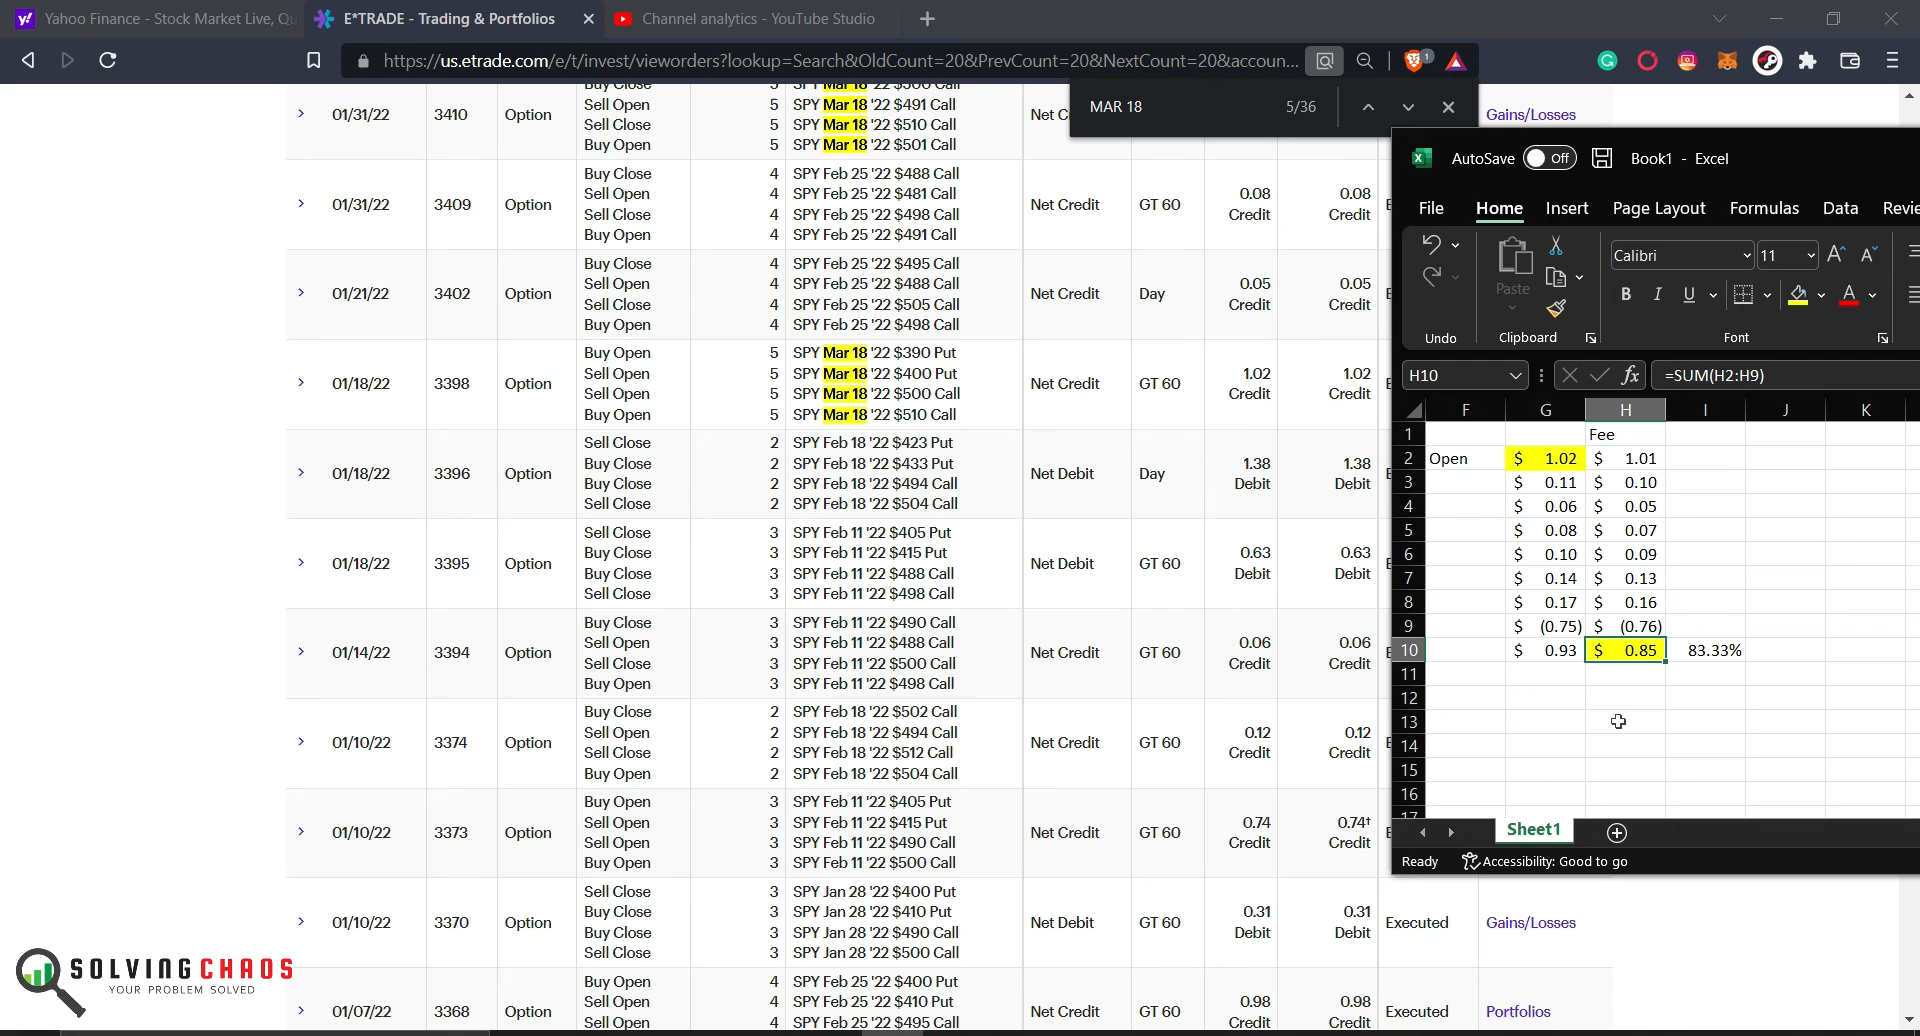 Yahoo Finance - Stock Market Live, Qu
E*TRADE - Trading & Portfolios
Channel analytics - YouTube Studio
https://us.etrade.com/e/t/invest/vieworders?lookup=Search&OldCount=20&PrevCount=20&NextCount=20&accoun...
1
MAR 18 5/36
01/31/22 3410 Option Net C Gains/Losses
Buy Close 5 SPY Mar 18 '22 $500 Call
Sell Open 5 SPY Mar 18 '22 $491 Call
Sell Close 5 SPY Mar 18 '22 $510 Call
Buy Open 5 SPY Mar 18 '22 $501 Call
01/31/22 3409 Option Net Credit GT 60 0.08 Credit 0.08 Credit
Buy Close 4 SPY Feb 25 '22 $488 Call
Sell Open 4 SPY Feb 25 '22 $481 Call
Sell Close 4 SPY Feb 25 '22 $498 Call
Buy Open 4 SPY Feb 25 '22 $491 Call
01/21/22 3402 Option Net Credit Day 0.05 Credit 0.05 Credit
Buy Close 4 SPY Feb 25 '22 $495 Call
Sell Open 4 SPY Feb 25 '22 $488 Call
Sell Close 4 SPY Feb 25 '22 $505 Call
Buy Open 4 SPY Feb 25 '22 $498 Call
01/18/22 3398 Option Net Credit GT 60 1.02 Credit 1.02 Credit
Buy Open 5 SPY Mar 18 '22 $390 Put
Sell Open 5 SPY Mar 18 '22 $400 Put
Sell Open 5 SPY Mar 18 '22 $500 Call
Buy Open 5 SPY Mar 18 '22 $510 Call
01/18/22 3396 Option Net Debit Day 1.38 Debit 1.38 Debit
Sell Close 2 SPY Feb 18 '22 $423 Put
Buy Close 2 SPY Feb 18 '22 $433 Put
Buy Close 2 SPY Feb 18 '22 $494 Call
Sell Close 2 SPY Feb 18 '22 $504 Call
01/18/22 3395 Option Net Debit GT 60 0.63 Debit 0.63 Debit
Sell Close 3 SPY Feb 11 '22 $405 Put
Buy Close 3 SPY Feb 11 '22 $415 Put
Buy Close 3 SPY Feb 11 '22 $488 Call
Sell Close 3 SPY Feb 11 '22 $498 Call
01/14/22 3394 Option Net Credit GT 60 0.06 Credit 0.06 Credit
Buy Close 3 SPY Feb 11 '22 $490 Call
Sell Open 3 SPY Feb 11 '22 $488 Call
Sell Close 3 SPY Feb 11 '22 $500 Call
Buy Open 3 SPY Feb 11 '22 $498 Call
01/10/22 3374 Option Net Credit GT 60 0.12 Credit 0.12 Credit
Buy Close 2 SPY Feb 18 '22 $502 Call
Sell Open 2 SPY Feb 18 '22 $494 Call
Sell Close 2 SPY Feb 18 '22 $512 Call
Buy Open 2 SPY Feb 18 '22 $504 Call
01/10/22 3373 Option Net Credit GT 60 0.74 Credit 0.74† Credit
Buy Open 3 SPY Feb 11 '22 $405 Put
Sell Open 3 SPY Feb 11 '22 $415 Put
Sell Open 3 SPY Feb 11 '22 $490 Call
Buy Open 3 SPY Feb 11 '22 $500 Call
01/10/22 3370 Option Net Debit GT 60 0.31 Debit 0.31 Debit Executed Gains/Losses
Sell Close 3 SPY Jan 28 '22 $400 Put
Buy Close 3 SPY Jan 28 '22 $410 Put
Buy Close 3 SPY Jan 28 '22 $490 Call
Sell Close 3 SPY Jan 28 '22 $500 Call
01/07/22 3368 Option Net Credit GT 60 0.98 Credit 0.98 Credit Executed Portfolios
Buy Open 4 SPY Feb 25 '22 $400 Put
Sell Open 4 SPY Feb 25 '22 $410 Put
Sell Open 4 SPY Feb 25 '22 $495 Call
AutoSave Off Book1 - Excel
File Home Insert Page Layout Formulas Data Revie
Paste
Calibri 11 A A
B I U A
Undo Clipboard Font
H10 fx =SUM(H2:H9)
F G H I J K
1 Fee
2 Open $ 1.02 $ 1.01
3 $ 0.11 $ 0.10
4 $ 0.06 $ 0.05
5 $ 0.08 $ 0.07
6 $ 0.10 $ 0.09
7 $ 0.14 $ 0.13
8 $ 0.17 $ 0.16
9 $ (0.75) $ (0.76)
10 $ 0.93 $ 0.85 83.33%
11
12
13
14
15
16
17
Sheet1
Ready Accessibility: Good to go
SOLVINGCHAOS
YOUR PROBLEM SOLVED